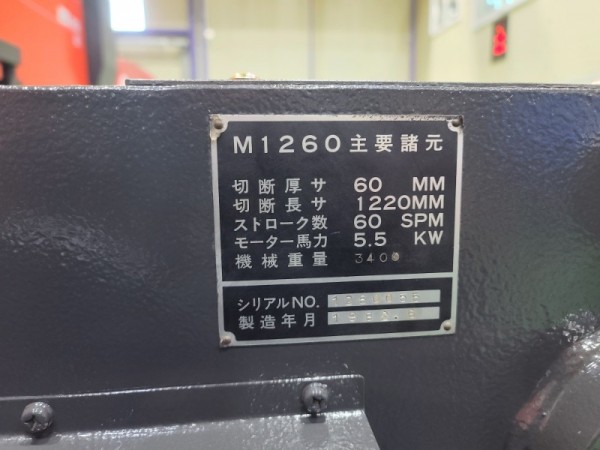 M1260主要諸元
切断厚サ 60 MM
切断長サ 1220MM
ストローク数 60 SPM
モーター馬力 5.5 KW
機械重量 3400
シリアルNO.
製造年月